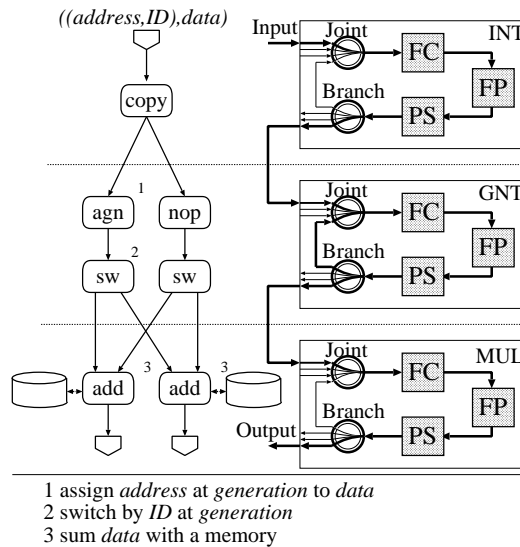 ((address,ID),data)
copy
1
agn
nop
2
sw
sw
3
3
add
add
Input
Joint
INT
FC
FP
Branch
PS
Joint
GNT
FC
FP
Branch
PS
Joint
MUL
FC
FP
Branch
PS
Output
1 assign address at generation to data
2 switch by ID at generation
3 sum data with a memory